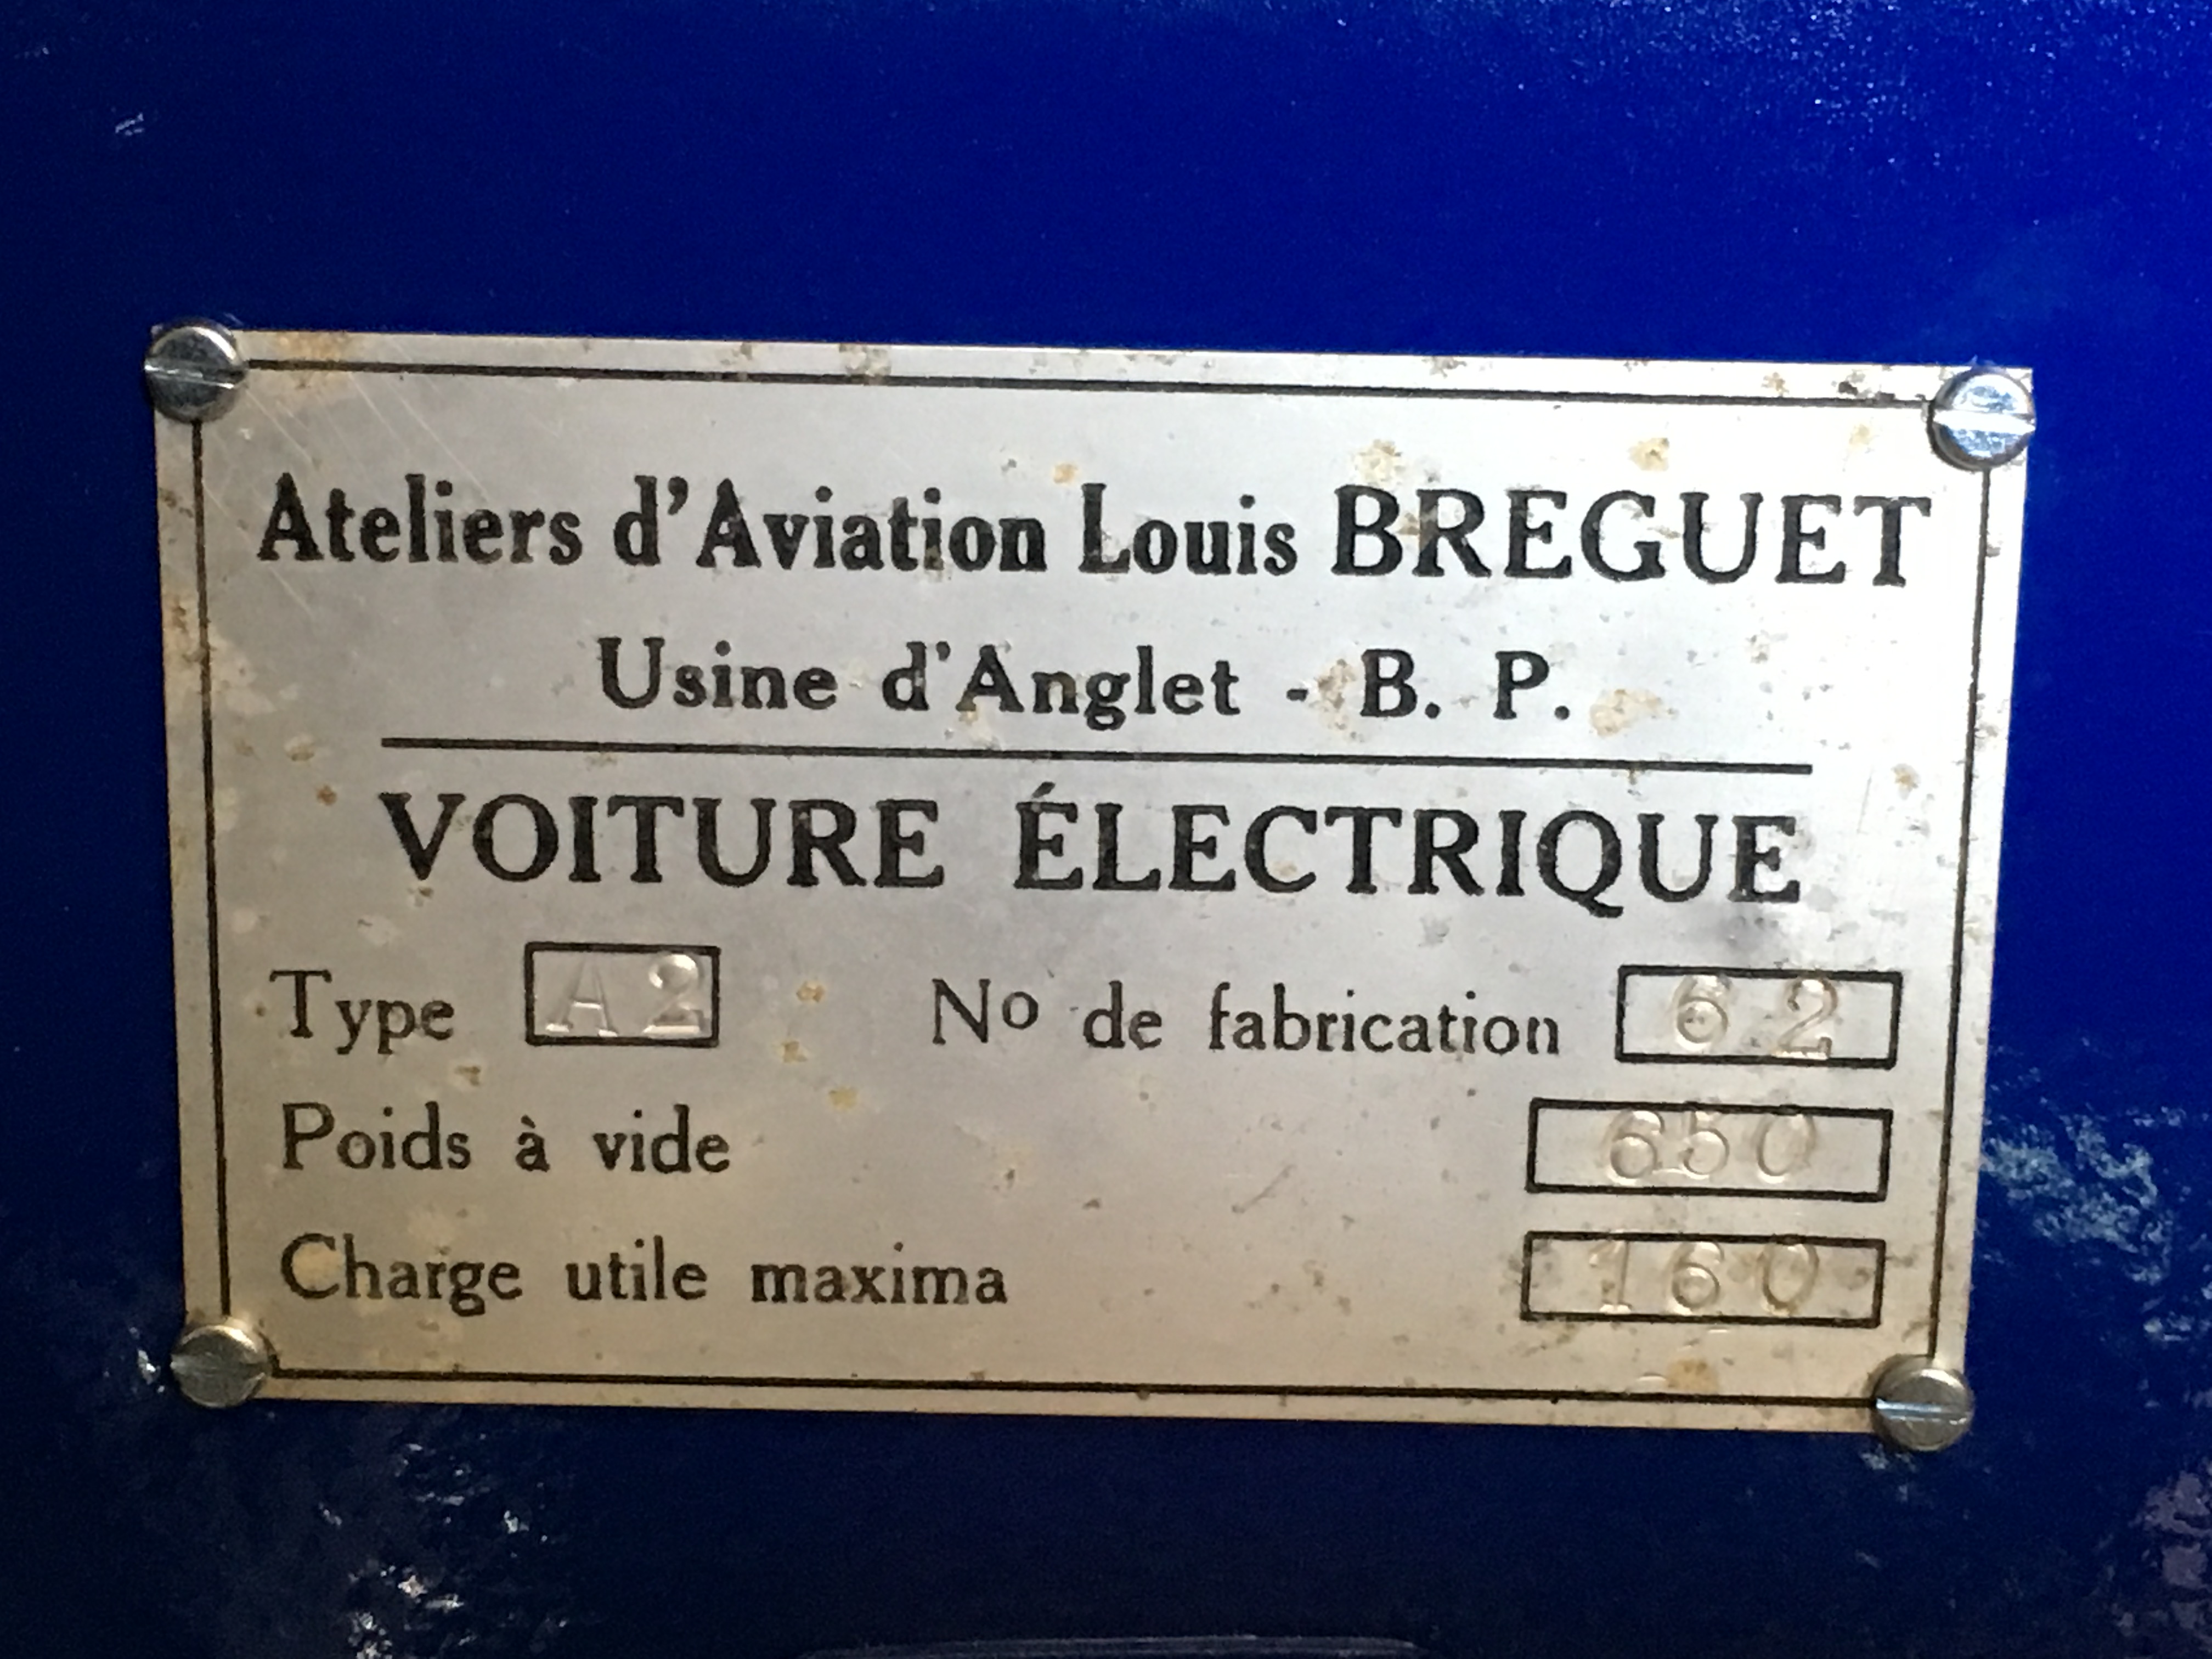 Ateliers d'Aviation Louis BREGUET
Usine d'Anglet - B. P.
VOITURE ÉLECTRIQUE
Type A2 No de fabrication 62
Poids à vide 650
Charge utile maxima 160